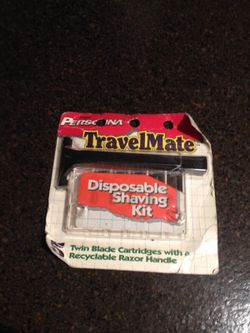 PERSONNA
TravelMate
Disposable
Shaving
Kit
Twin Blade Cartridges with a
Recyclable Razor Handle